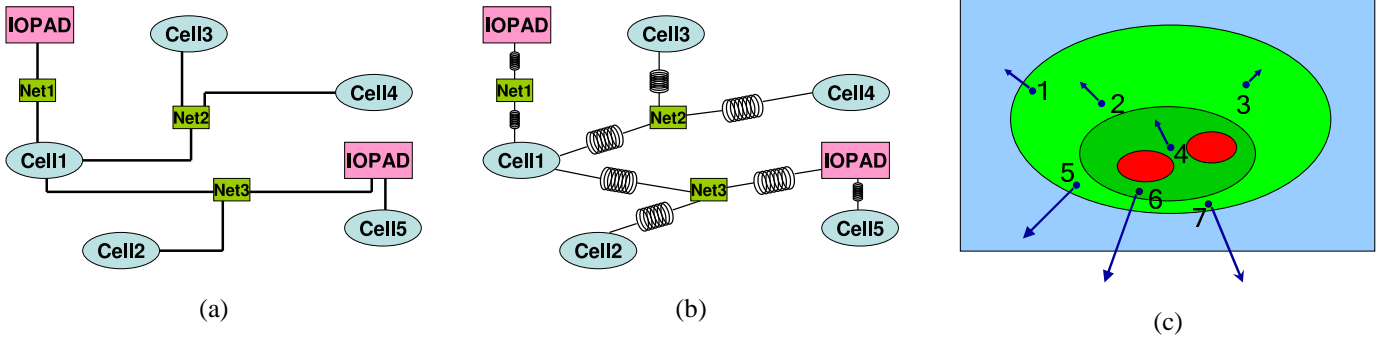 IOPAD
Cell3
Net1
Net2
Cell4
Cell1
IOPAD
Net3
Cell2
Cell5
(a)
IOPAD
Cell3
Net1
Net2
Cell4
Cell1
IOPAD
Net3
Cell2
Cell5
(b)
1
2
3
4
5
6
7
(c)